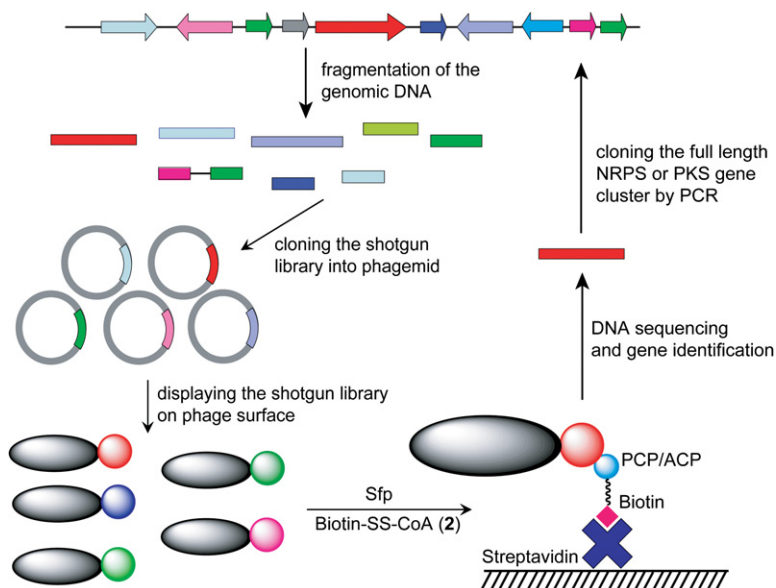 fragmentation of the
genomic DNA
cloning the shotgun
library into phagemid
displaying the shotgun library
on phage surface
Sfp
Biotin-SS-CoA (2)
PCP/ACP
Biotin
Streptavidin
DNA sequencing
and gene identification
cloning the full length
NRPS or PKS gene
cluster by PCR